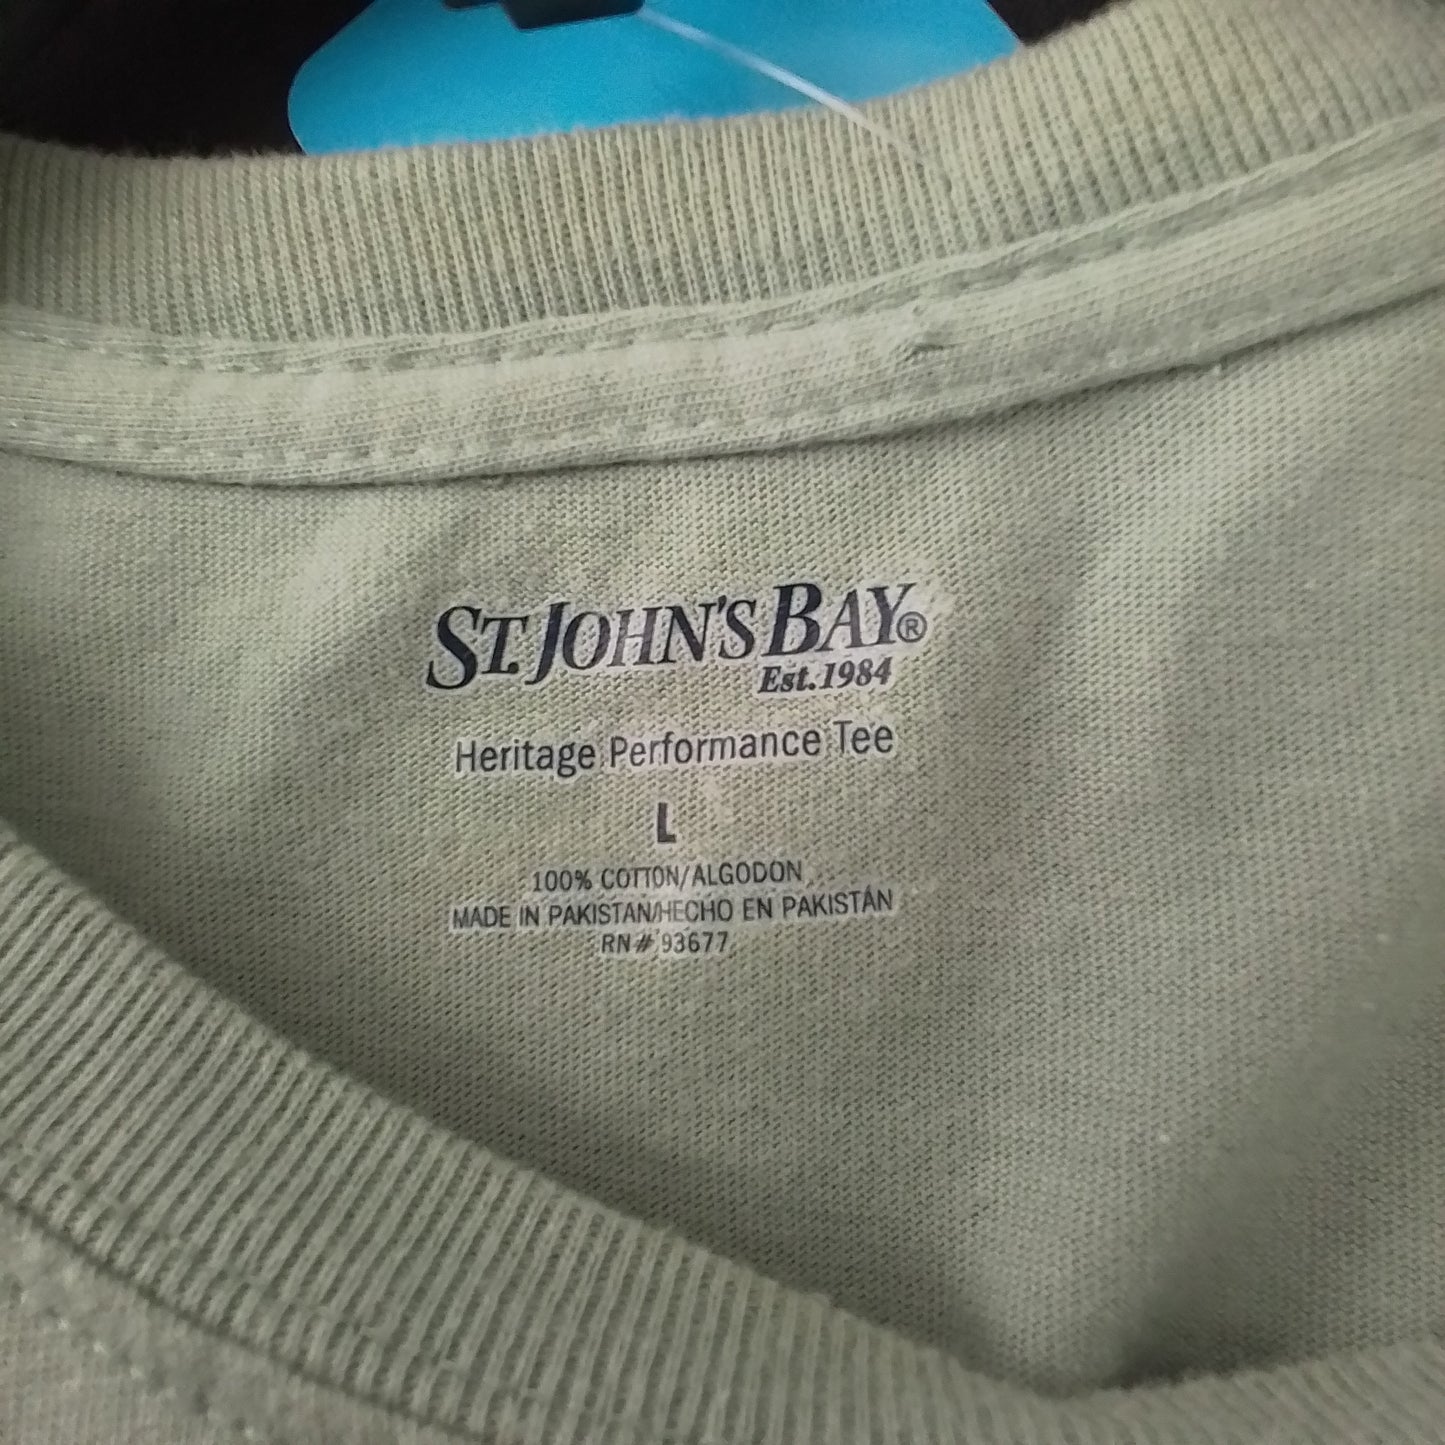 ST. JOHN'S BAY®
Est. 1984
Heritage Performance Tee
L
100% COTTON/ALGODON
MADE IN PAKISTAN/HECHO EN PAKISTÁN
RN# 93677